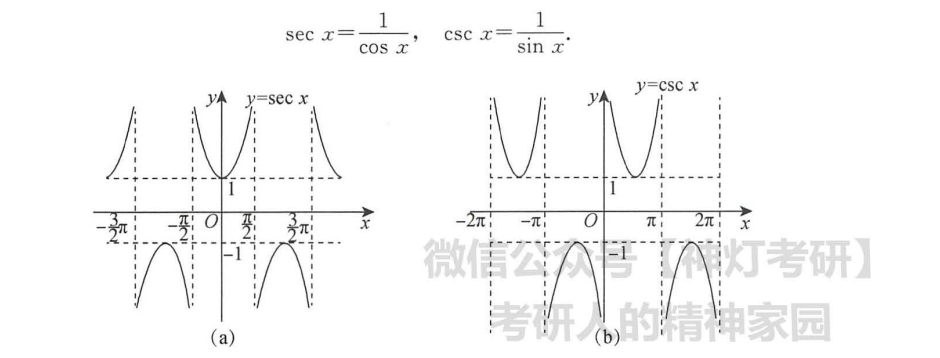 sec x=1/cos x, csc x=1/sin x.
y y=sec x y y=csc x
1 1
-3/2π -π/2 O π/2 3/2π x -2π -π O π 2π x
-1 -1
微信公众号【神灯考研】
考研人的精神家园
(a) (b)